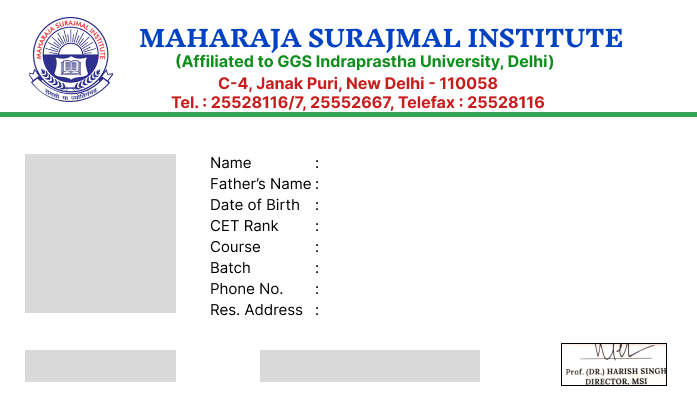 MAHARAJA SURAJMAL INSTITUTE
MAHARAJA SURAJMAL INSTITUTE
(Affiliated to GGS Indraprastha University, Delhi)
C-4, Janak Puri, New Delhi - 110058
Tel. : 25528116/7, 25552667, Telefax : 25528116
Name :
Father's Name :
Date of Birth :
CET Rank :
Course :
Batch :
Phone No. :
Res. Address :
Prof. (DR.) HARISH SINGH
DIRECTOR, MSI